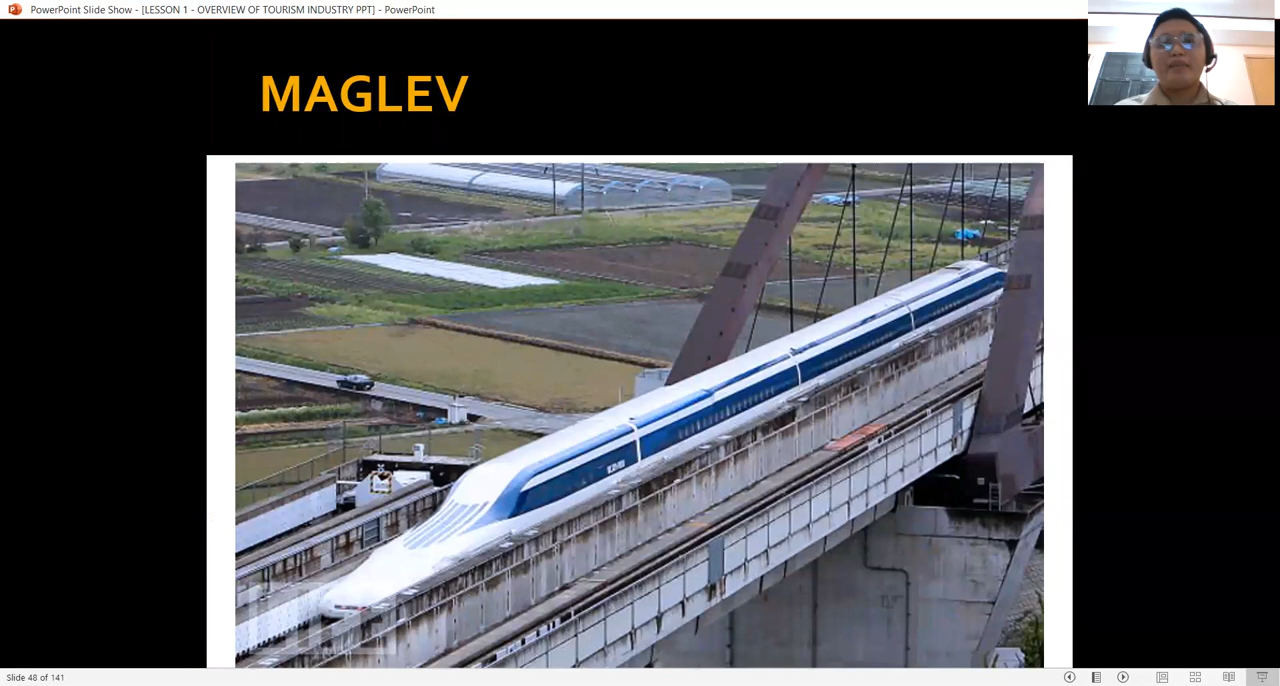 PowerPoint Slide Show - [LESSON 1 - OVERVIEW OF TOURISM INDUSTRY PPT] - PowerPoint
MAGLEV
Slide 48 of 141